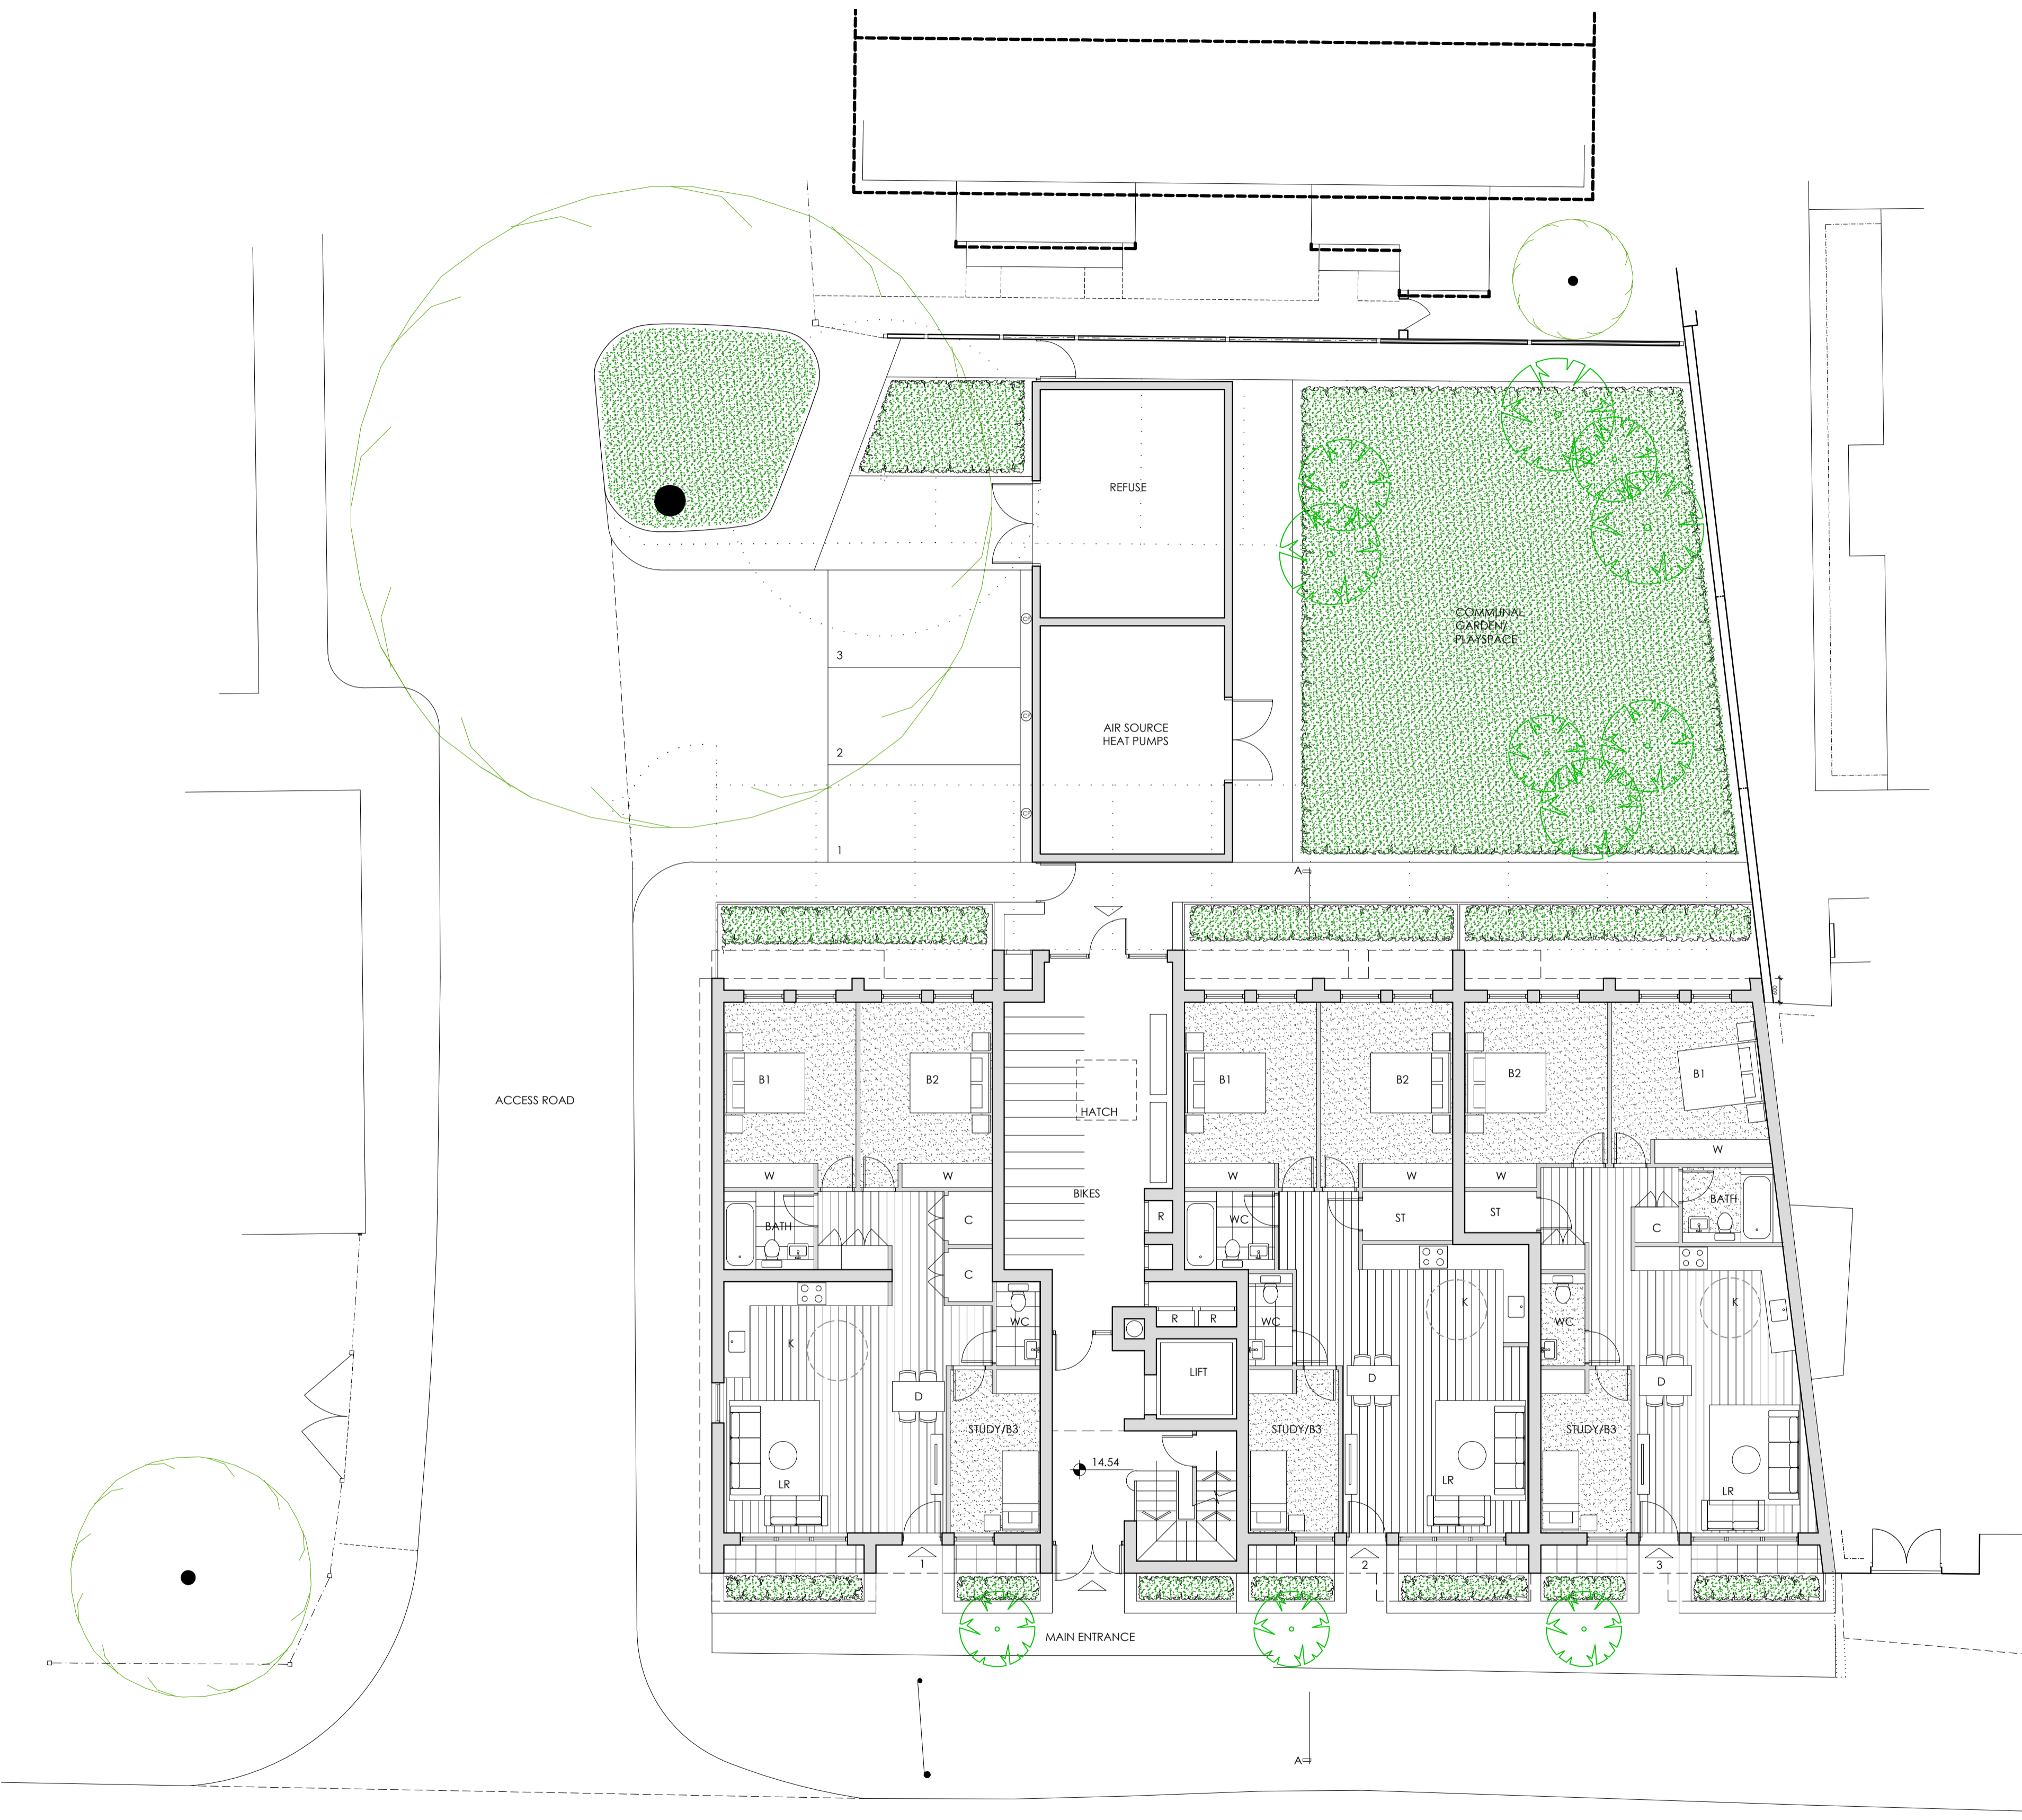 REFUSE
COMMUNAL
GARDEN/
PLAYSPACE
3
2
1
AIR SOURCE
HEAT PUMPS
A
ACCESS ROAD
B1
B2
HATCH
B1
B2
B2
B1
W
W
BIKES
W
W
W
W
BATH
C
R
WC
ST
ST
C
BATH
C
K
WC
R
R
WC
K
WC
K
LIFT
D
D
D
STUDY/B3
STUDY/B3
STUDY/B3
14.54
LR
LR
LR
1
2
3
MAIN ENTRANCE
A